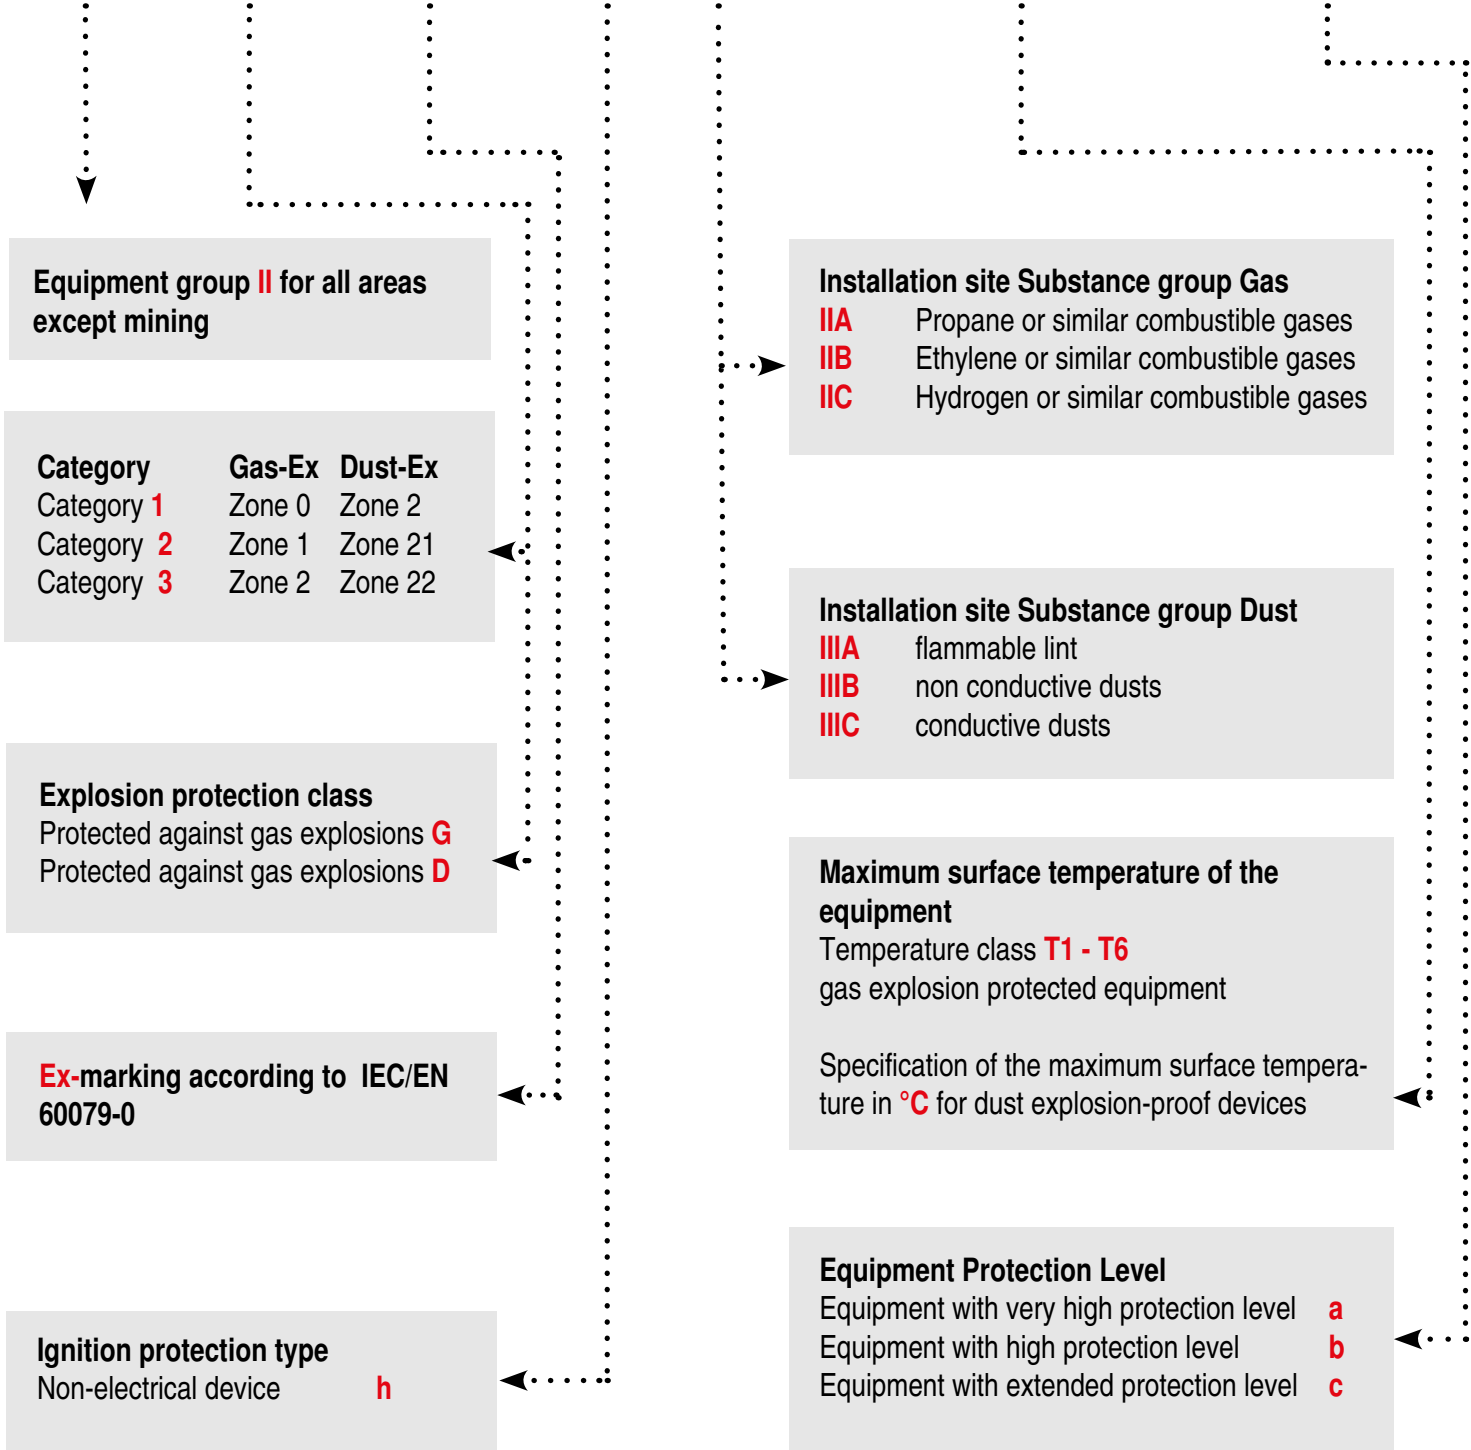 Equipment group II for all areas
except mining
Category Gas-Ex Dust-Ex
Category 1 Zone 0 Zone 2
Category 2 Zone 1 Zone 21
Category 3 Zone 2 Zone 22
Explosion protection class
Protected against gas explosions G
Protected against gas explosions D
Ex-marking according to IEC/EN
60079-0
Ignition protection type
Non-electrical device h
Installation site Substance group Gas
IIA Propane or similar combustible gases
IIB Ethylene or similar combustible gases
IIC Hydrogen or similar combustible gases
Installation site Substance group Dust
IIIA flammable lint
IIIB non conductive dusts
IIIC conductive dusts
Maximum surface temperature of the
equipment
Temperature class T1 - T6
gas explosion protected equipment
Specification of the maximum surface tempera-
ture in °C for dust explosion-proof devices
Equipment Protection Level
Equipment with very high protection level a
Equipment with high protection level b
Equipment with extended protection level c